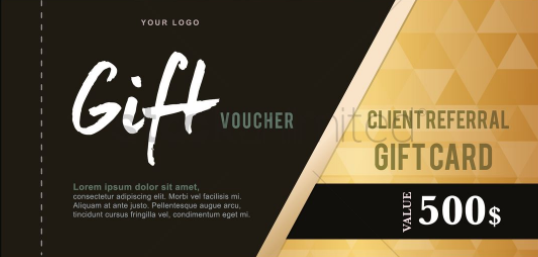 YOUR LOGO
Gift VOUCHER
CLIENT REFERRAL
GIFT CARD
VALUE 500$
Lorem ipsum dolor sit amet,
consectetur adipiscing elit. Morbi vel facilisis mi.
Aliquam at ante justo. Pellentesque augue arcu,
tincidunt cursus fringilla vel, condimentum eget mi.